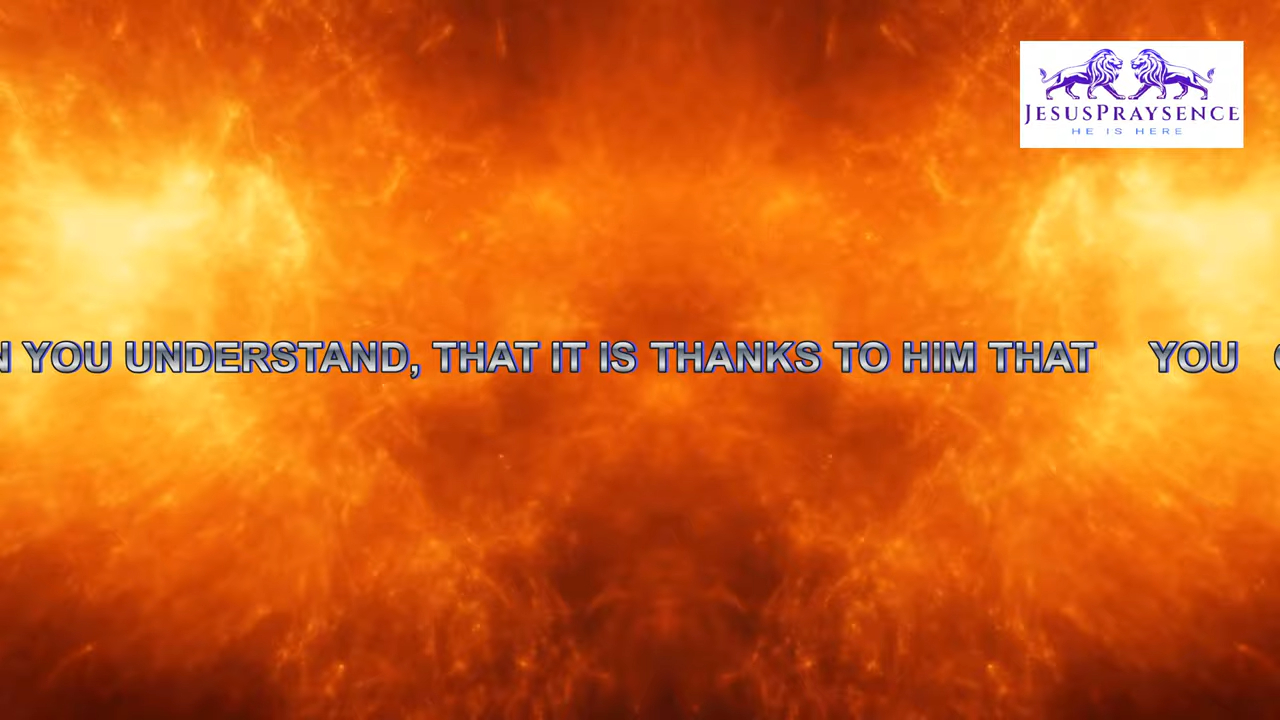 JESUSPRAYSENCE
HE IS HERE
YOU UNDERSTAND, THAT IT IS THANKS TO HIM THAT YOU